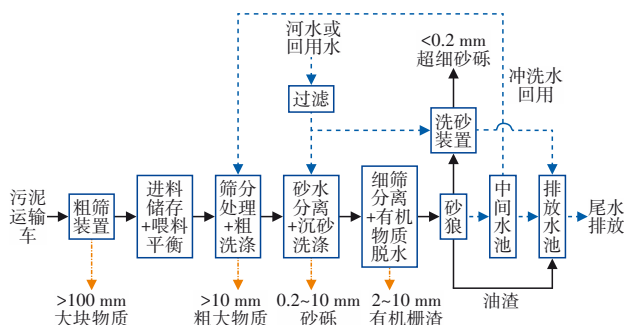 河水或
回用水
<0.2 mm
超细砂砾
冲洗水
回用
过滤
洗砂
装置
污泥
运输
车
粗筛
装置
进料
储存
+喂料
平衡
筛分
处理
+粗
洗涤
砂水
分离
+沉砂
洗涤
细筛
分离
+有机
物质
脱水
砂
狼
中
间
水
池
排
放
水
池
尾水
排放
>100 mm
大块物质
>10 mm
粗大物质
0.2~10 mm
砂砾
2~10 mm
有机栅渣
油渣